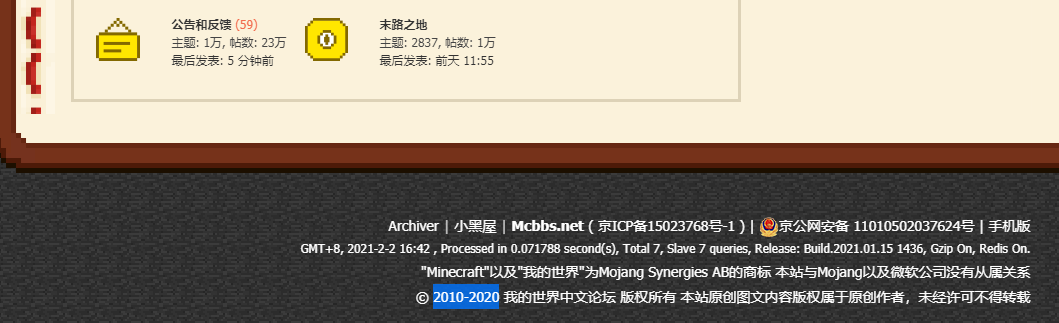 公告和反馈 (59)
主题: 1万, 帖数: 23万
最后发表: 5 分钟前
末路之地
主题: 2837, 帖数: 1万
最后发表: 前天 11:55
Archiver | 小黑屋 | Mcbbs.net ( 京ICP备15023768号-1 ) | 京公网安备 11010502037624号 | 手机版
GMT+8, 2021-2-2 16:42 , Processed in 0.071788 second(s), Total 7, Slave 7 queries, Release: Build.2021.01.15 1436, Gzip On, Redis On.
"Minecraft"以及"我的世界"为Mojang Synergies AB的商标 本站与Mojang以及微软公司没有从属关系
© 2010-2020 我的世界中文论坛 版权所有 本站原创图文内容版权属于原创作者，未经许可不得转载